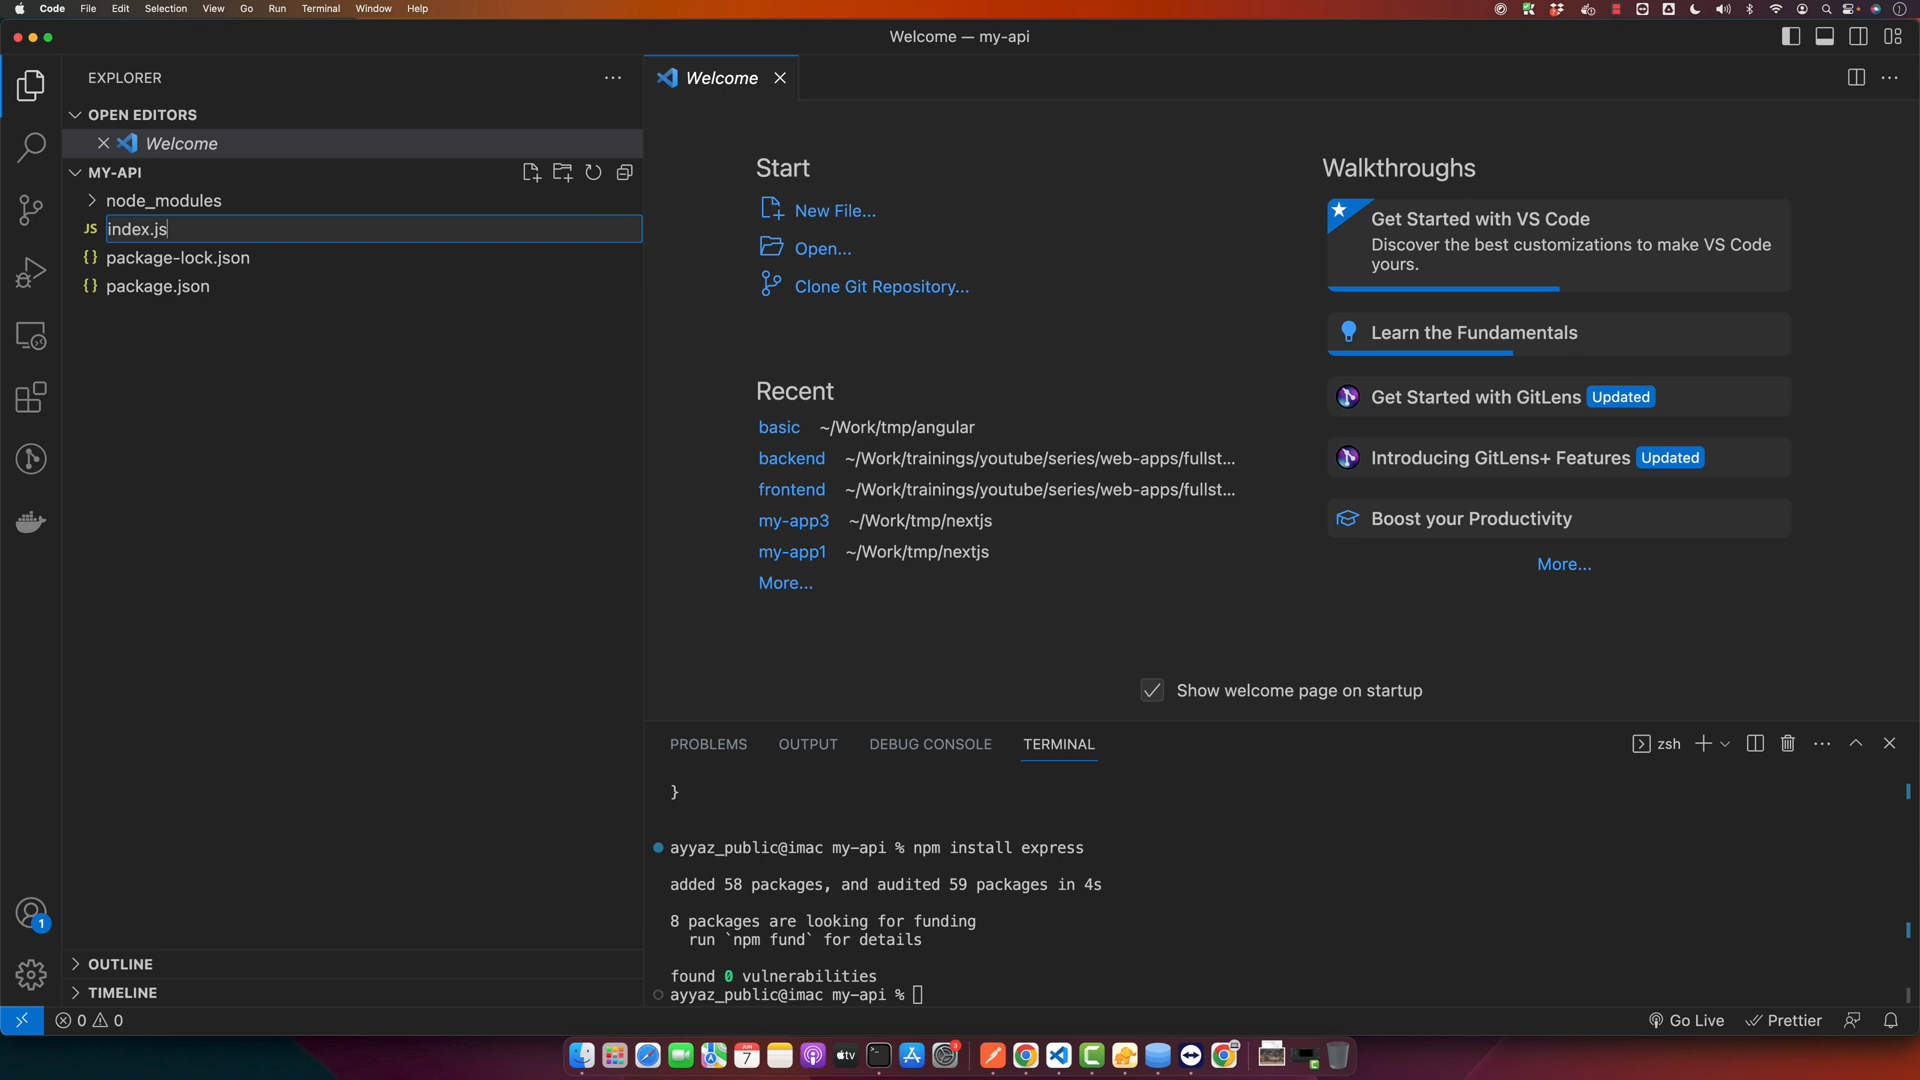 Code File Edit Selection View Go Run Terminal Window Help
Welcome — my-api
EXPLORER
OPEN EDITORS
Welcome
MY-API
node_modules
JS index.js
{} package-lock.json
{} package.json
OUTLINE
TIMELINE
1
Welcome
Start
New File...
Open...
Clone Git Repository...
Recent
basic ~/Work/tmp/angular
backend ~/Work/trainings/youtube/series/web-apps/fullst...
frontend ~/Work/trainings/youtube/series/web-apps/fullst...
my-app3 ~/Work/tmp/nextjs
my-app1 ~/Work/tmp/nextjs
More...
Walkthroughs
Get Started with VS Code
Discover the best customizations to make VS Code
yours.
Learn the Fundamentals
Get Started with GitLens Updated
Introducing GitLens+ Features Updated
Boost your Productivity
More...
Show welcome page on startup
PROBLEMS OUTPUT DEBUG CONSOLE TERMINAL
zsh
}
ayyaz_public@imac my-api % npm install express
added 58 packages, and audited 59 packages in 4s
8 packages are looking for funding
run `npm fund` for details
found 0 vulnerabilities
ayyaz_public@imac my-api %
0 0
Go Live Prettier
JUN
7
tv
3